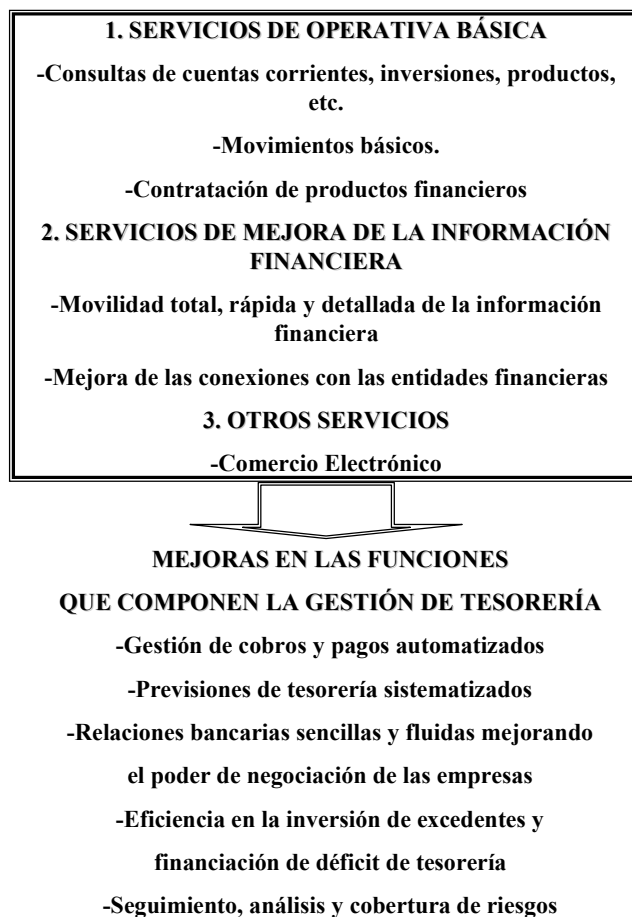 1. SERVICIOS DE OPERATIVA BÁSICA
-Consultas de cuentas corrientes, inversiones, productos,
etc.
-Movimientos básicos.
-Contratación de productos financieros
2. SERVICIOS DE MEJORA DE LA INFORMACIÓN
FINANCIERA
-Movilidad total, rápida y detallada de la información
financiera
-Mejora de las conexiones con las entidades financieras
3. OTROS SERVICIOS
-Comercio Electrónico
MEJORAS EN LAS FUNCIONES
QUE COMPONEN LA GESTIÓN DE TESORERÍA
-Gestión de cobros y pagos automatizados
-Previsiones de tesorería sistematizados
-Relaciones bancarias sencillas y fluidas mejorando
el poder de negociación de las empresas
-Eficiencia en la inversión de excedentes y
financiación de déficit de tesorería
-Seguimiento, análisis y cobertura de riesgos